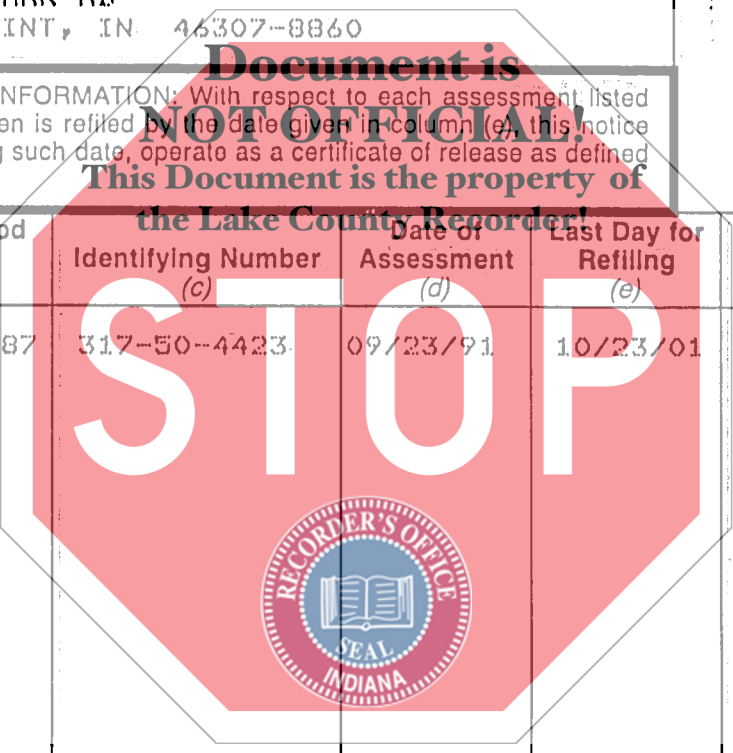 INT, IN 46307-8860
Document is
NFORMATION: With respect to each assessment listed
NOT OFFICIAL!
en is refiled by the date given in column (e), this notice
g such date, operate as a certificate of release as defined
This Document is the property of
the Lake County Recorder!
od
Identifying Number
(c)
Date of
Assessment
(d)
Last Day for
Refiling
(e)
87 317-50-4423 09/23/91 10/23/01
STOP
RECORDER'S OFFICE
SEAL
INDIANA